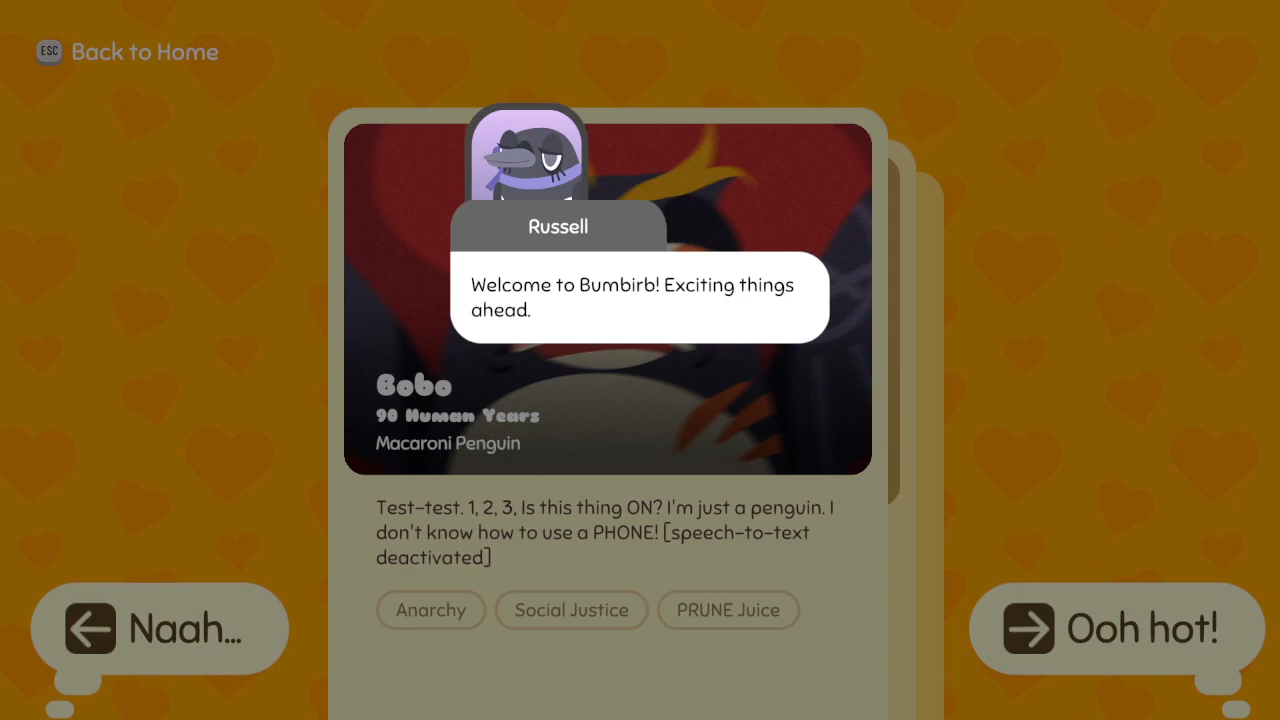 ESC Back to Home
Russell
Welcome to Bumbirb! Exciting things
ahead.
Bobo
90 Human Years
Macaroni Penguin
Test-test. 1, 2, 3, Is this thing ON? I'm just a penguin. I
don't know how to use a PHONE! [speech-to-text
deactivated]
Anarchy
Social Justice
PRUNE Juice
Naah...
Ooh hot!